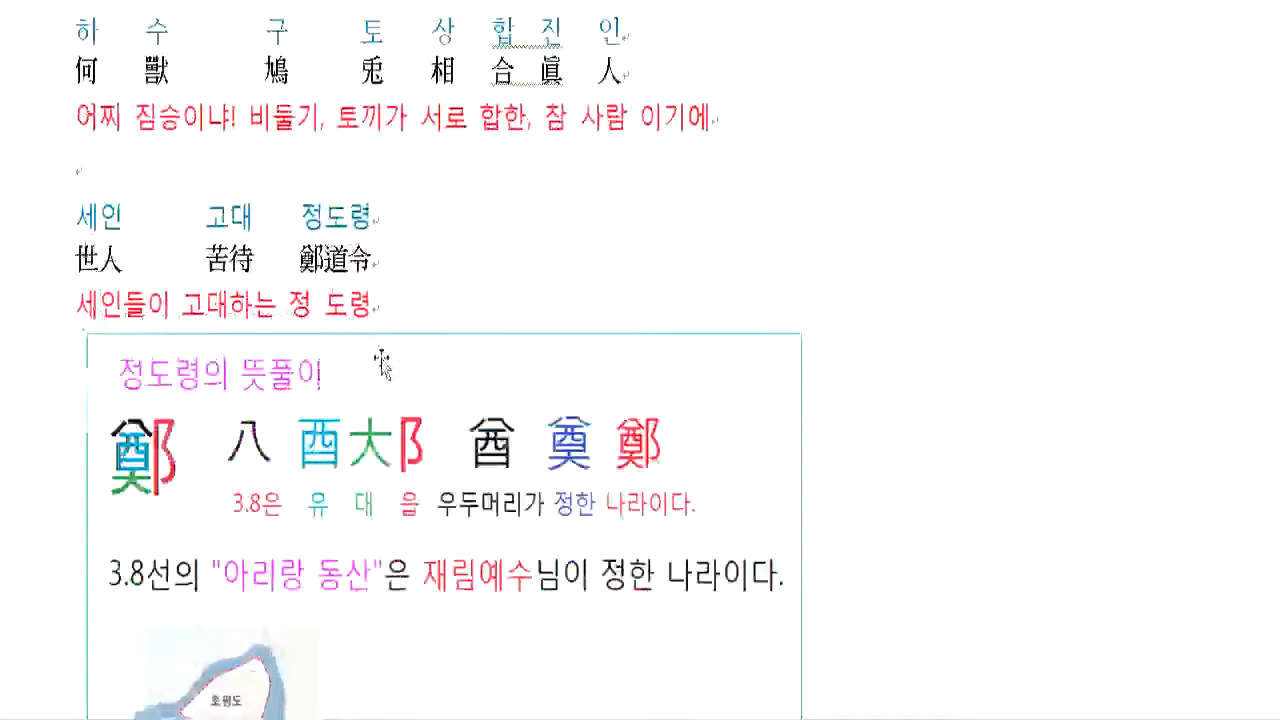 하 수 구 토 상 합 진 인
何 獸 鳩 兎 相 合 眞 人
어찌 짐승이냐! 비둘기, 토끼가 서로 합한, 참 사람 이기에
세인 고대 정도령
世人 苦待 鄭道令
세인들이 고대하는 정 도령
정도령의 뜻풀이
鄭 八 酉 大 阝 酋 奠 鄭
3.8은 유 대 읍 우두머리가 정한 나라이다.
3.8선의 "아리랑 동산"은 재림예수님이 정한 나라이다.